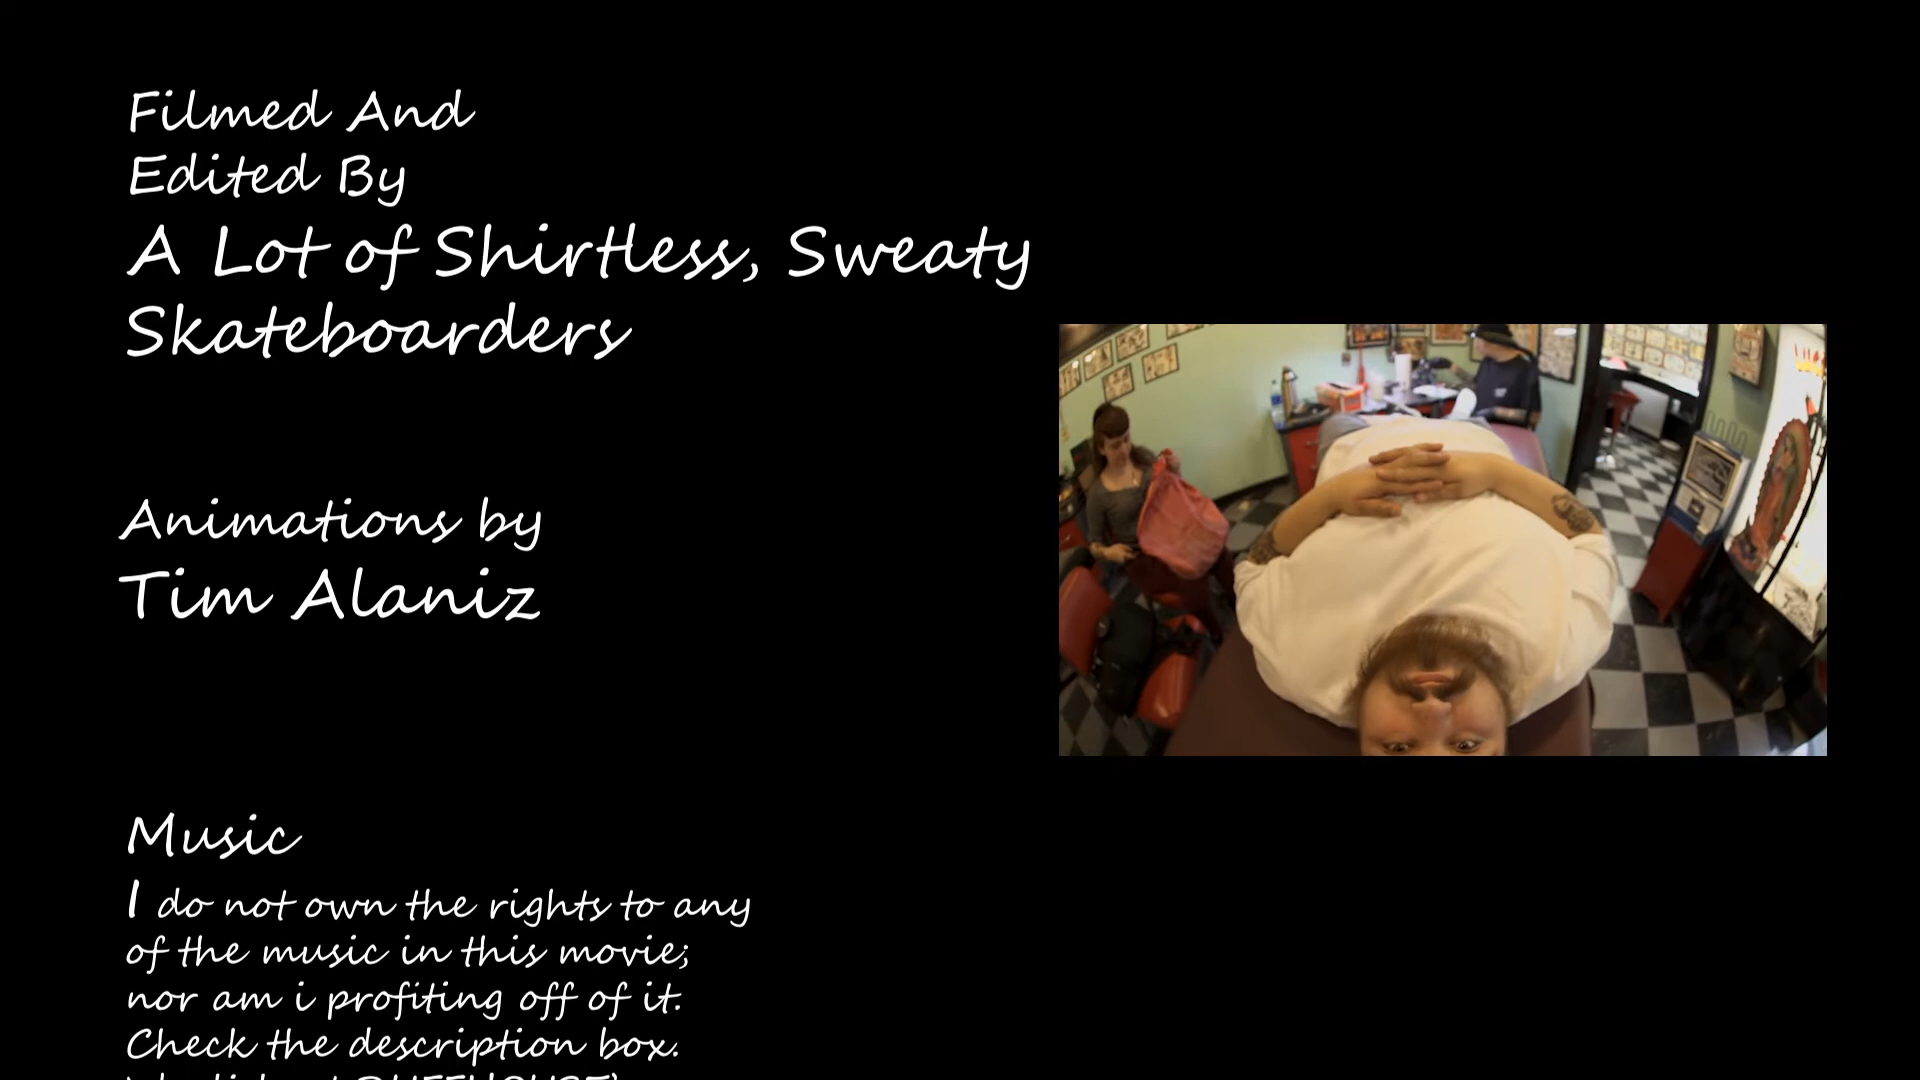 Filmed And
Edited By
A Lot of Shirtless, Sweaty
Skateboarders
Animations by
Tim Alaniz
Music
I do not own the rights to any
of the music in this movie;
nor am i profiting off of it.
Check the description box.